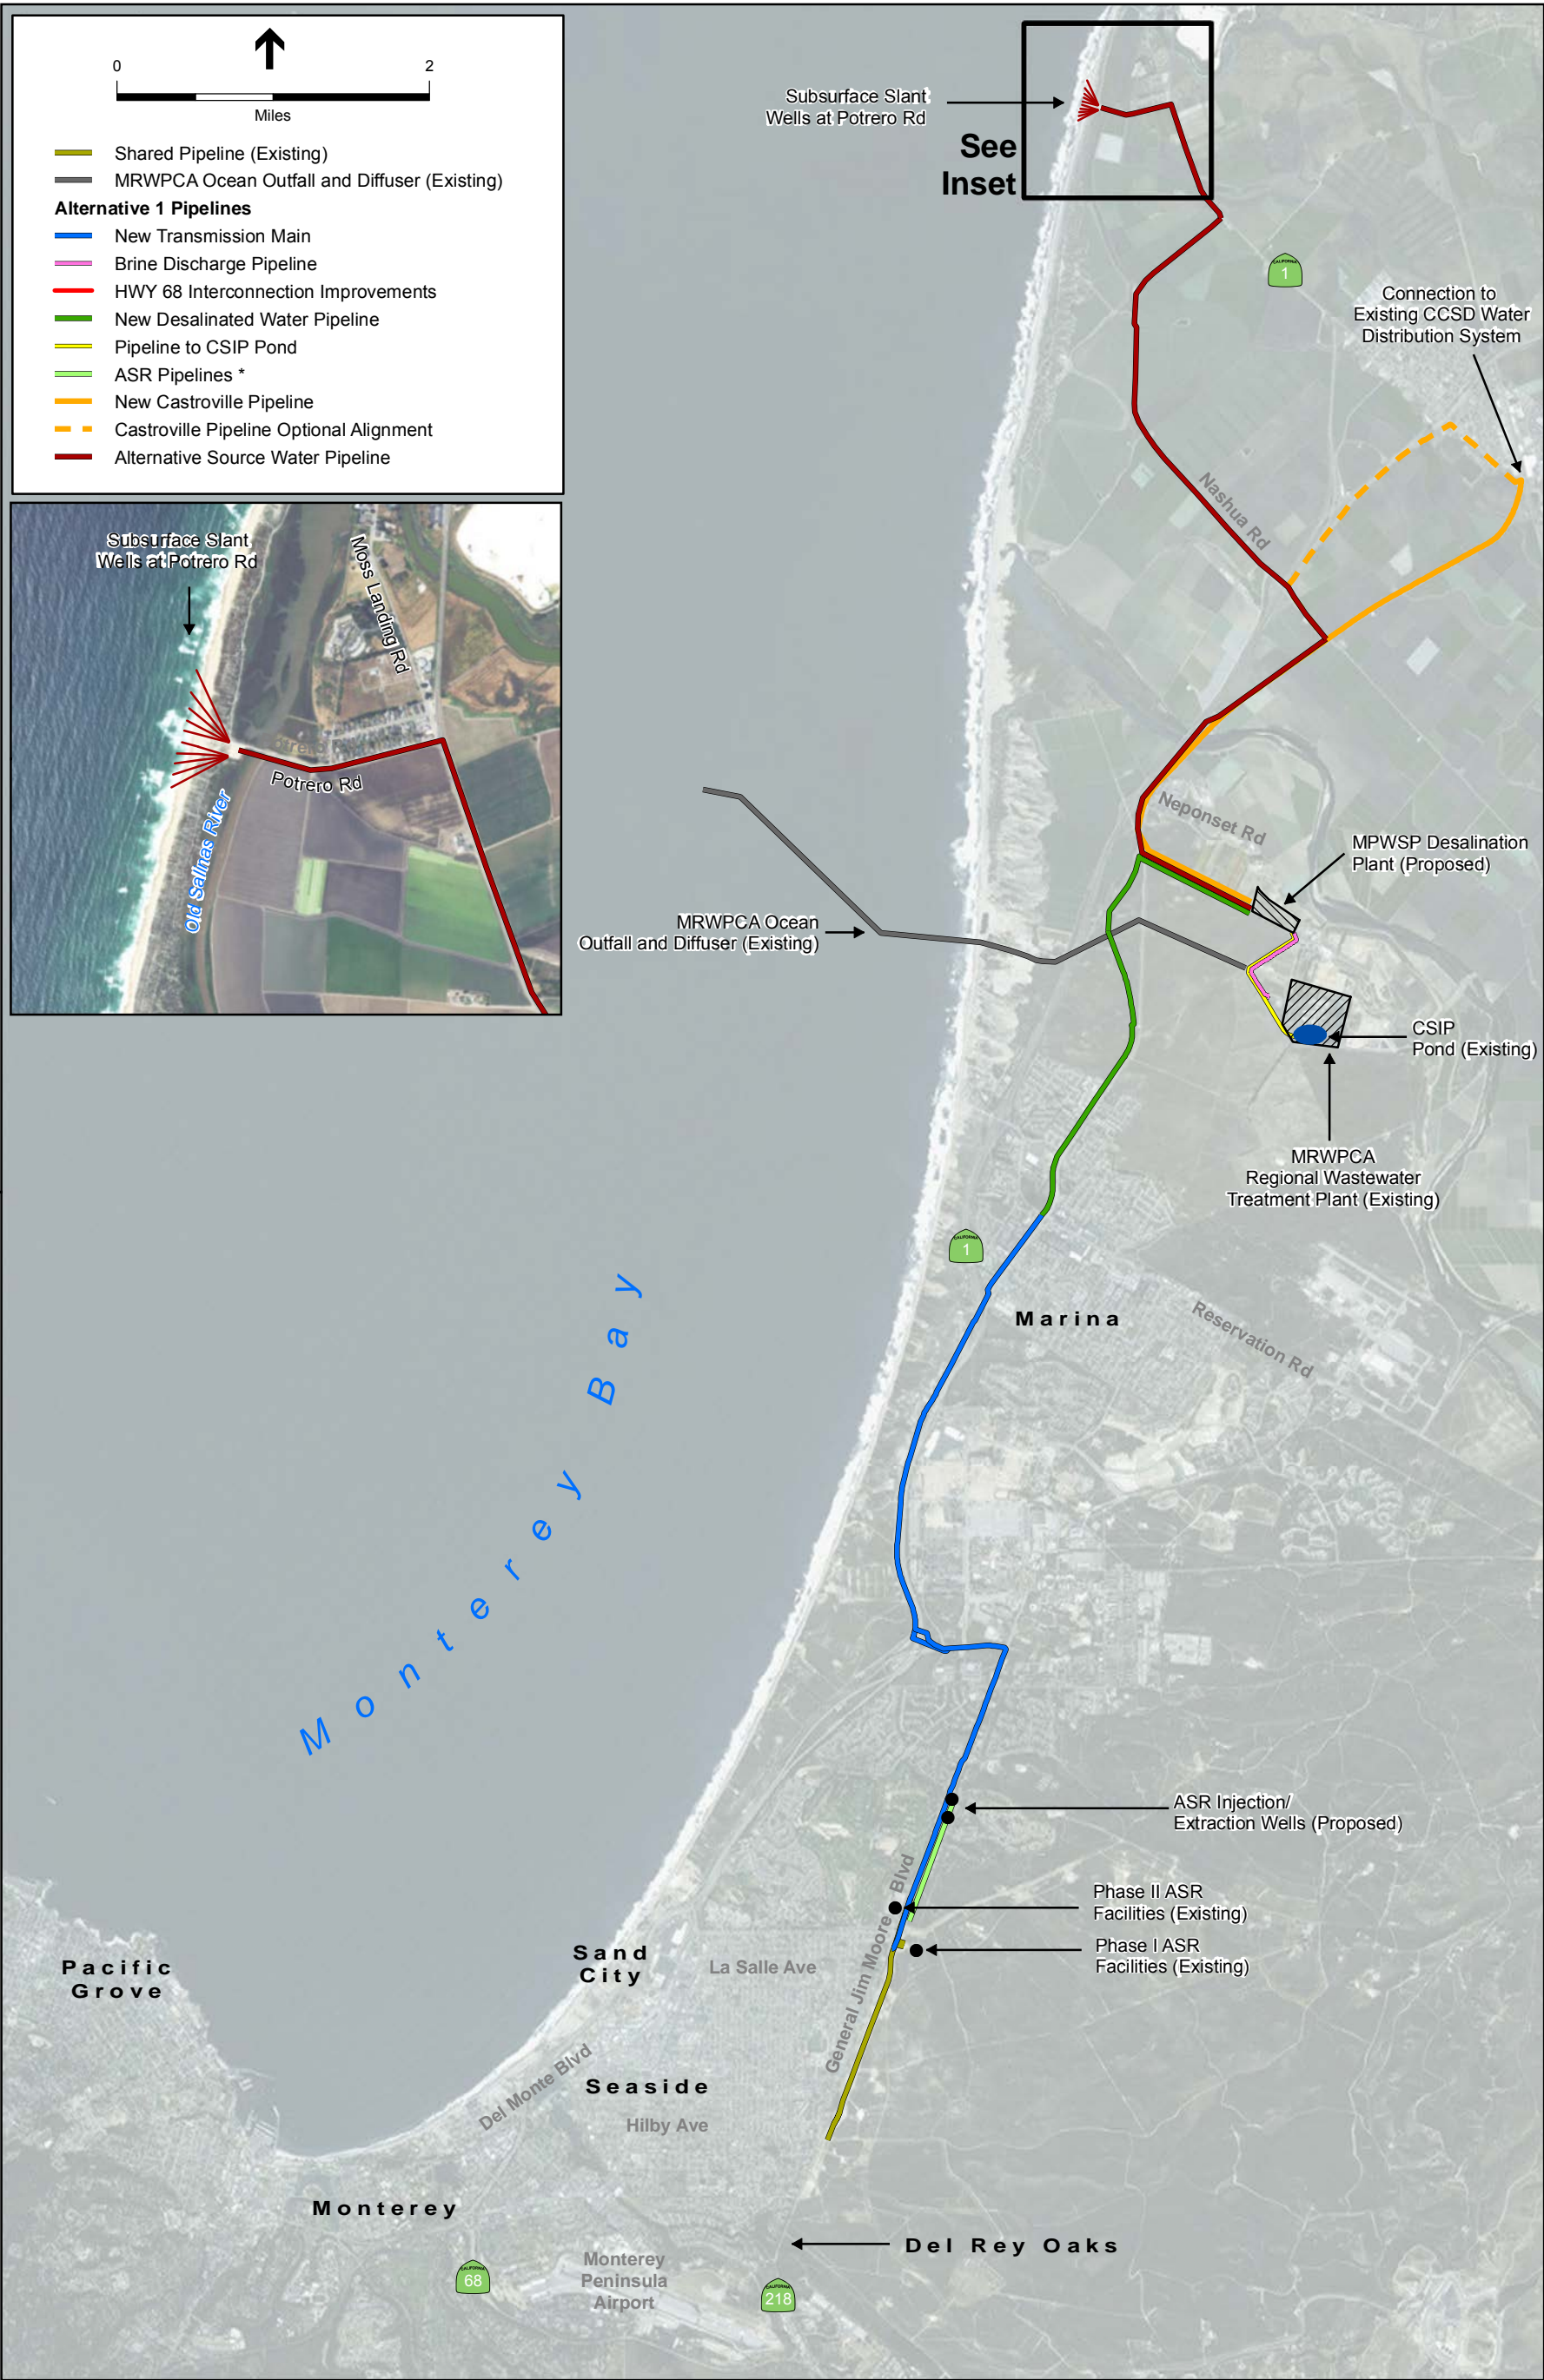 0
2
Miles
Shared Pipeline (Existing)
MRWPCA Ocean Outfall and Diffuser (Existing)
Alternative 1 Pipelines
New Transmission Main
Brine Discharge Pipeline
HWY 68 Interconnection Improvements
New Desalinated Water Pipeline
Pipeline to CSIP Pond
ASR Pipelines *
New Castroville Pipeline
Castroville Pipeline Optional Alignment
Alternative Source Water Pipeline
Subsurface Slant
Wells at Potrero Rd
Moss Landing Rd
Potrero Rd
Old Salinas River
Subsurface Slant
Wells at Potrero Rd
See
Inset
CALIFORNIA
1
Connection to
Existing CCSD Water
Distribution System
Nashua Rd
Neponset Rd
MPWSP Desalination
Plant (Proposed)
MRWPCA Ocean
Outfall and Diffuser (Existing)
CSIP
Pond (Existing)
MRWPCA
Regional Wastewater
Treatment Plant (Existing)
CALIFORNIA
1
Marina
Reservation Rd
Monterey Bay
ASR Injection/
Extraction Wells (Proposed)
Phase II ASR
Facilities (Existing)
Phase I ASR
Facilities (Existing)
General Jim Moore Blvd
Pacific
Grove
Sand
City
La Salle Ave
Del Monte Blvd
Seaside
Hilby Ave
Monterey
Del Rey Oaks
CALIFORNIA
68
Monterey
Peninsula
Airport
CALIFORNIA
218